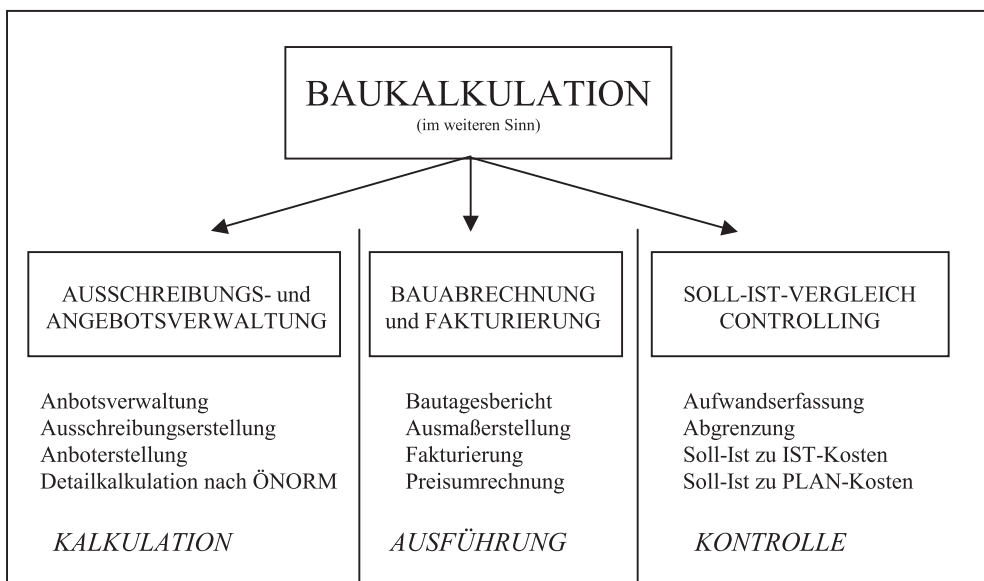 BAUKALKULATION
(im weiteren Sinn)
AUSSCHREIBUNGS- und
ANGEBOTSVERWALTUNG
Anbotsverwaltung
Ausschreibungserstellung
Anboterstellung
Detailkalkulation nach ÖNORM
KALKULATION
BAUABRECHNUNG
und FAKTURIERUNG
Bautagesbericht
Ausmaßerstellung
Fakturierung
Preisumrechnung
AUSFÜHRUNG
SOLL-IST-VERGLEICH
CONTROLLING
Aufwandserfassung
Abgrenzung
Soll-Ist zu IST-Kosten
Soll-Ist zu PLAN-Kosten
KONTROLLE